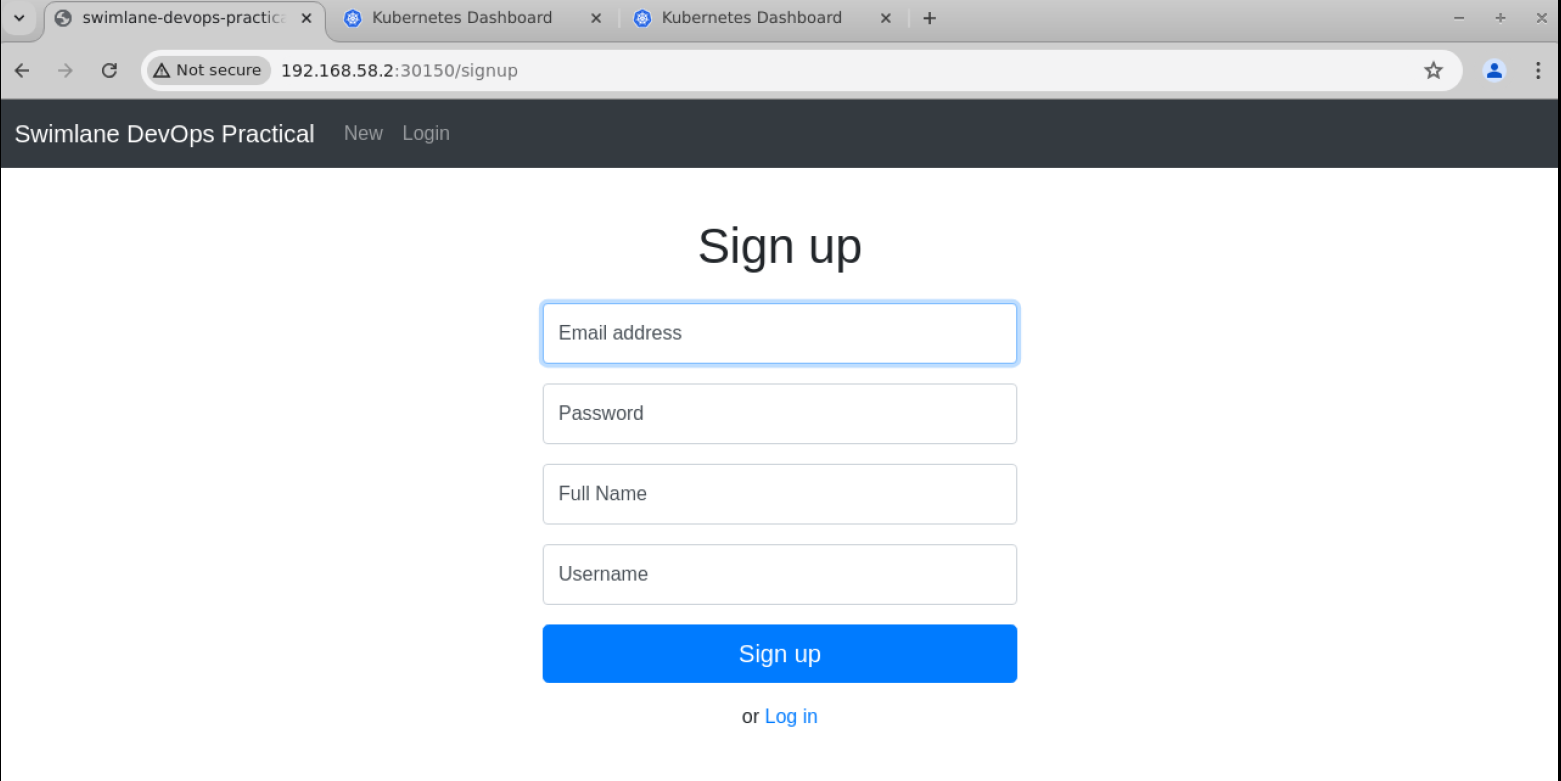 swimlane-devops-practica
Kubernetes Dashboard
Kubernetes Dashboard
Not secure 192.168.58.2:30150/signup
Swimlane DevOps Practical New Login
Sign up
Email address
Password
Full Name
Username
Sign up
or Log in